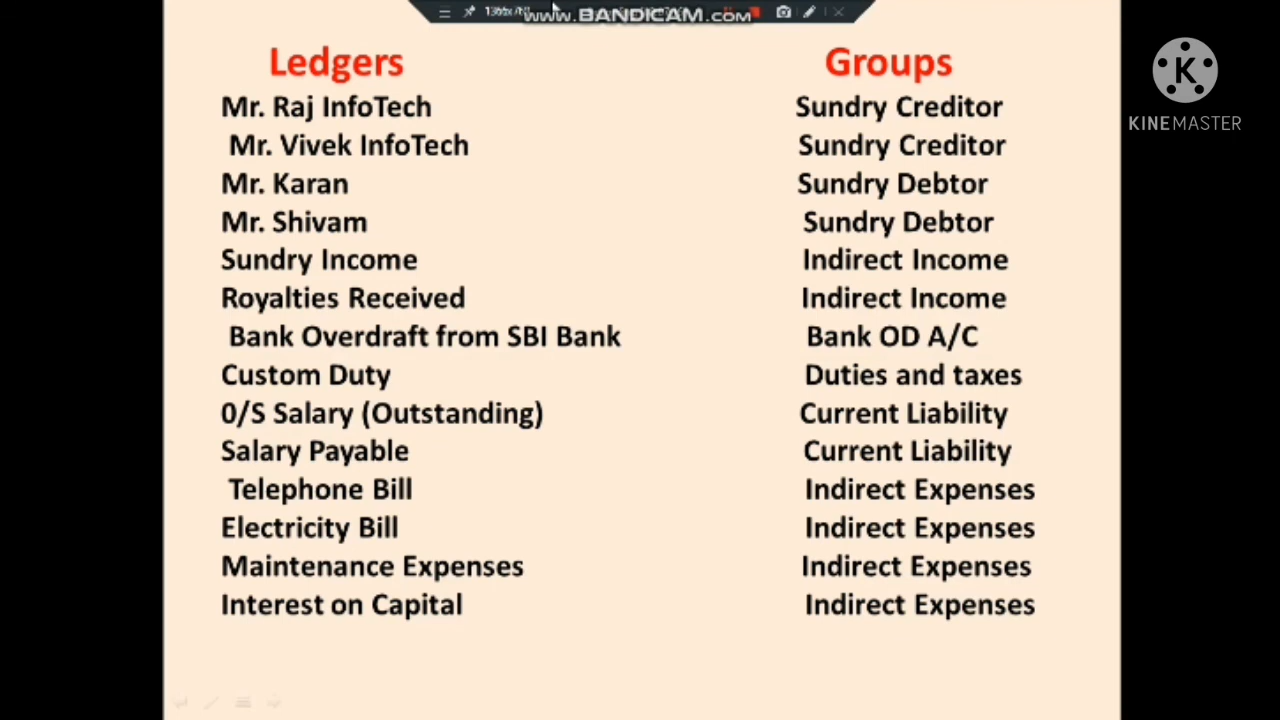 www.BANDICAM.com
K
KINEMASTER
Ledgers Groups
Mr. Raj InfoTech Sundry Creditor
Mr. Vivek InfoTech Sundry Creditor
Mr. Karan Sundry Debtor
Mr. Shivam Sundry Debtor
Sundry Income Indirect Income
Royalties Received Indirect Income
Bank Overdraft from SBI Bank Bank OD A/C
Custom Duty Duties and taxes
0/S Salary (Outstanding) Current Liability
Salary Payable Current Liability
Telephone Bill Indirect Expenses
Electricity Bill Indirect Expenses
Maintenance Expenses Indirect Expenses
Interest on Capital Indirect Expenses